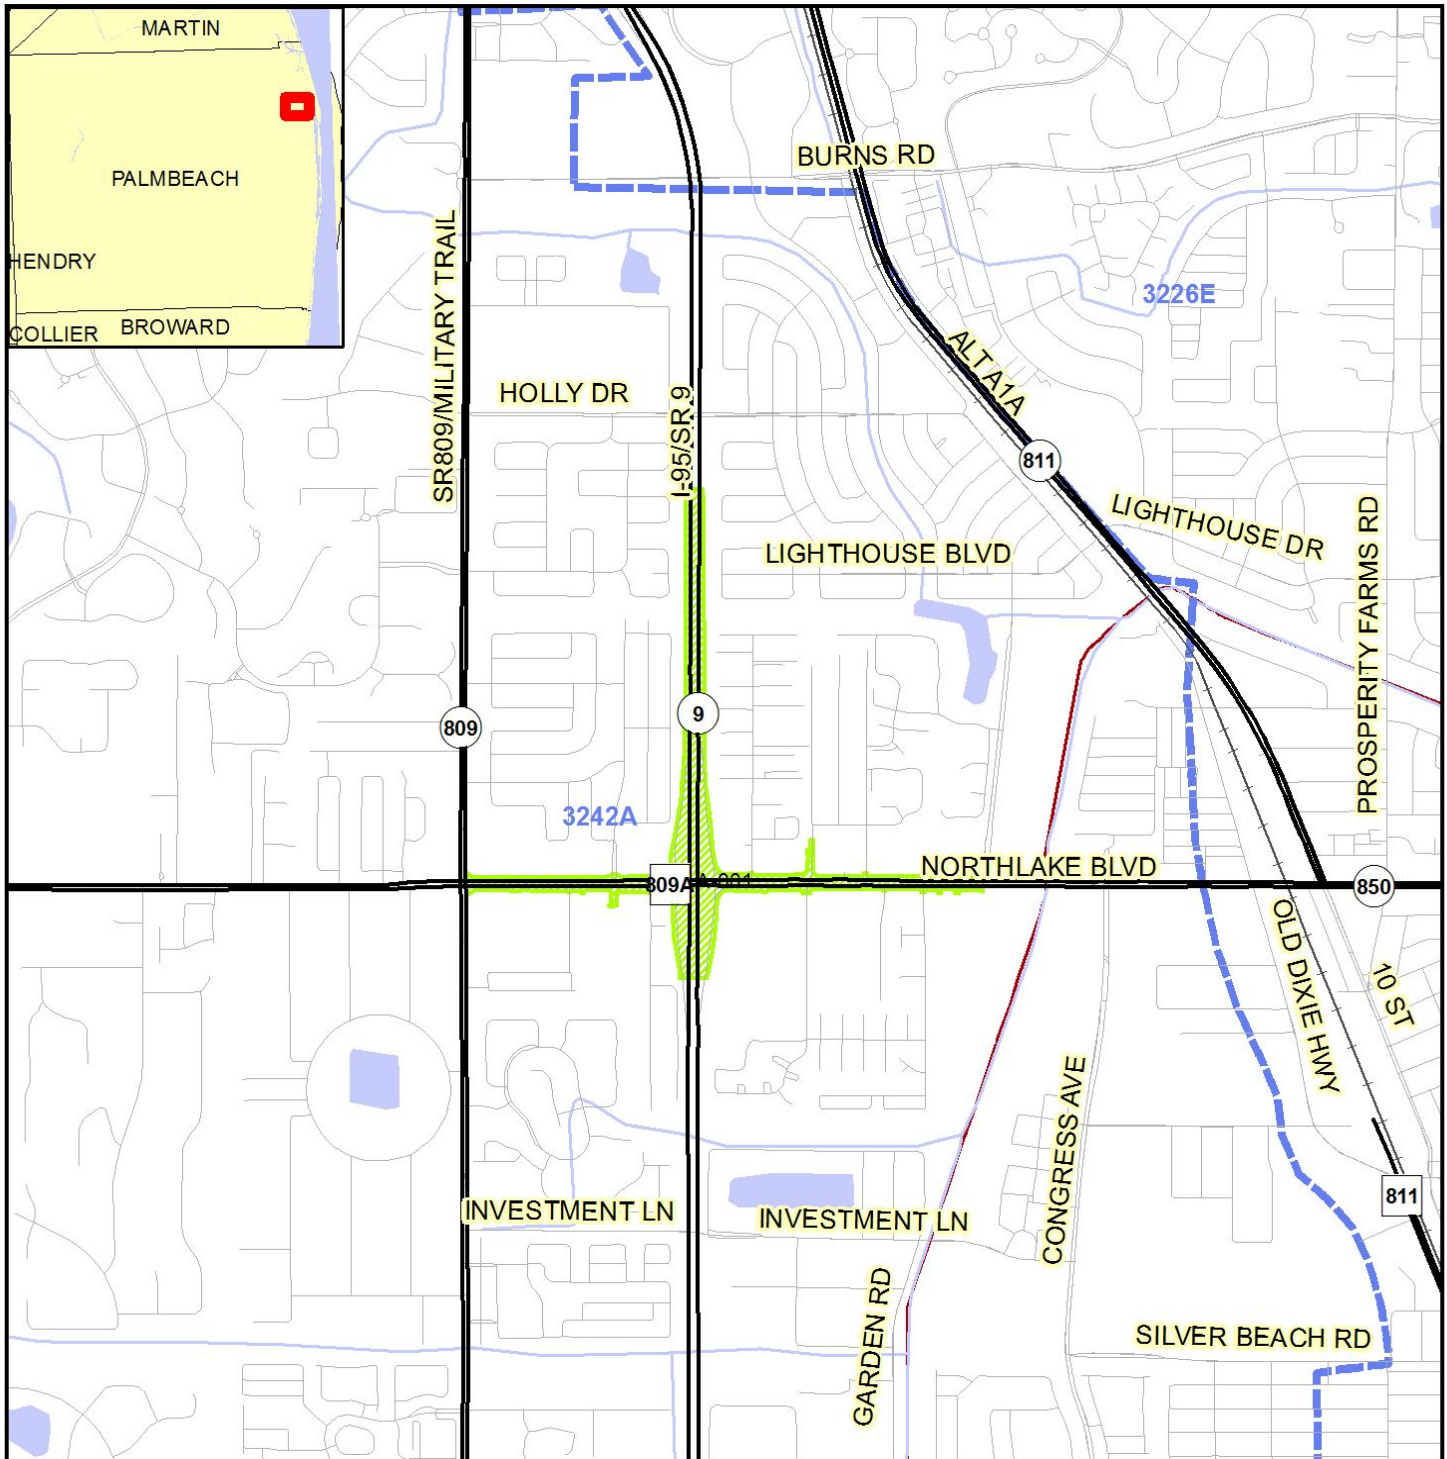 MARTIN
PALMBEACH
HENDRY
COLLIER
BROWARD
BURNS RD
SR809/MILITARY TRAIL
3226E
ALT A1A
HOLLY DR
I-95/SR 9
811
LIGHTHOUSE DR
LIGHTHOUSE BLVD
PROSPERITY FARMS RD
9
809
3242A
NORTHLAKE BLVD
809A
850
OLD DIXIE HWY
10 ST
CONGRESS AVE
811
INVESTMENT LN
INVESTMENT LN
GARDEN RD
SILVER BEACH RD